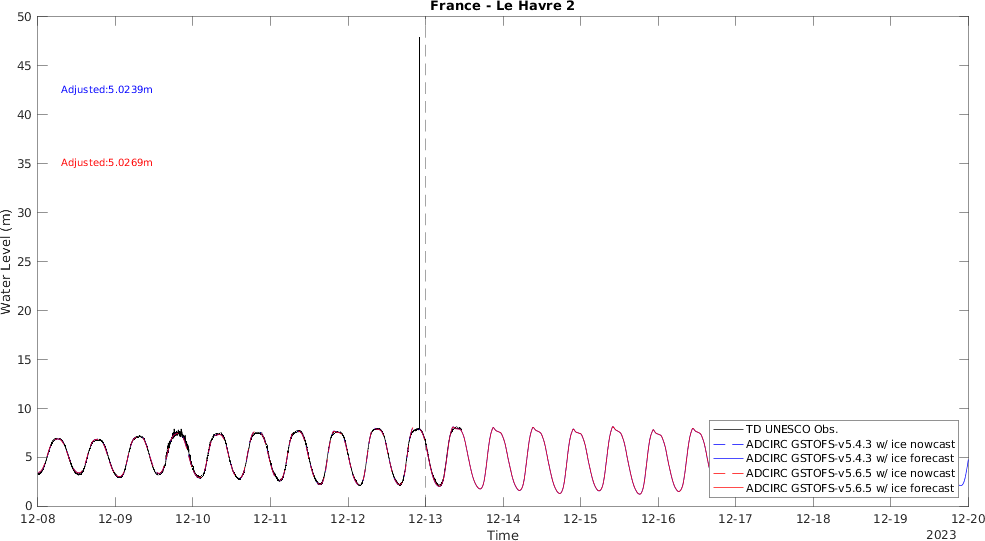 France - Le Havre 2
50
45
40
35
30
25
20
15
10
5
0
Water Level (m)
Adjusted:5.0239m
Adjusted:5.0269m
TD UNESCO Obs.
ADCIRC GSTOFS-v5.4.3 w/ ice nowcast
ADCIRC GSTOFS-v5.4.3 w/ ice forecast
ADCIRC GSTOFS-v5.6.5 w/ ice nowcast
ADCIRC GSTOFS-v5.6.5 w/ ice forecast
12-08 12-09 12-10 12-11 12-12 12-13 12-14 12-15 12-16 12-17 12-18 12-19 12-20
Time
2023